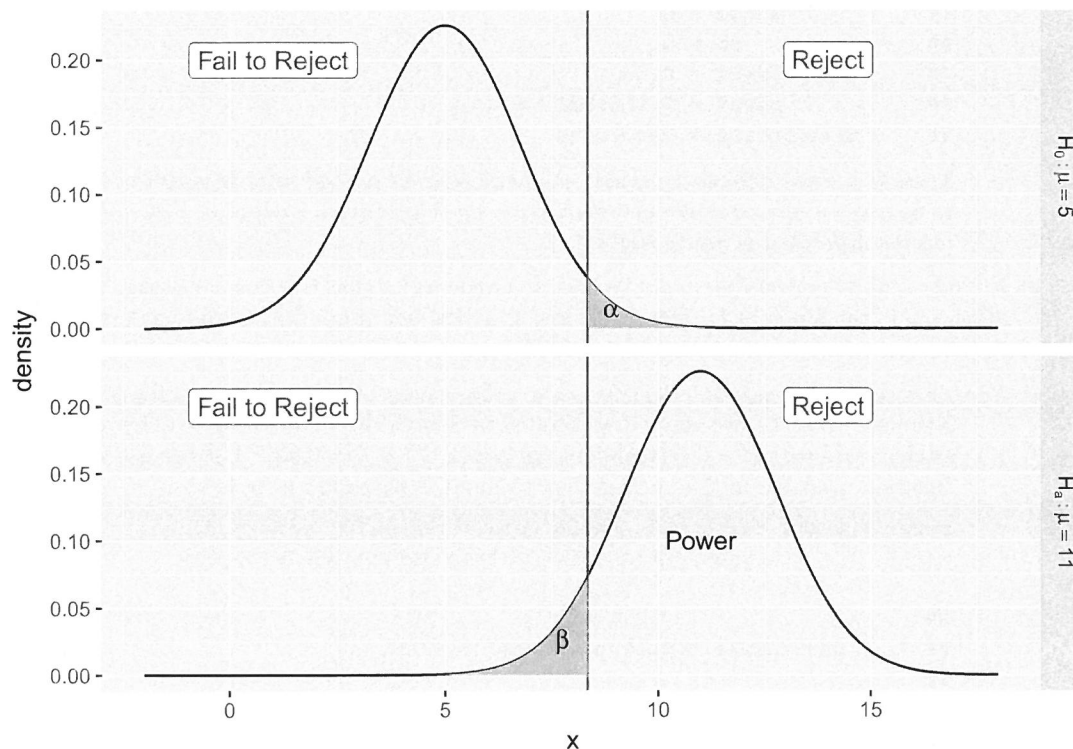 Fail to Reject
Reject
0.20
0.15
0.10
0.05
0.00
α
H₀ : μ = 5
density
Fail to Reject
Reject
0.20
0.15
0.10
0.05
0.00
Power
β
Hₐ : μ = 11
0 5 10 15
x